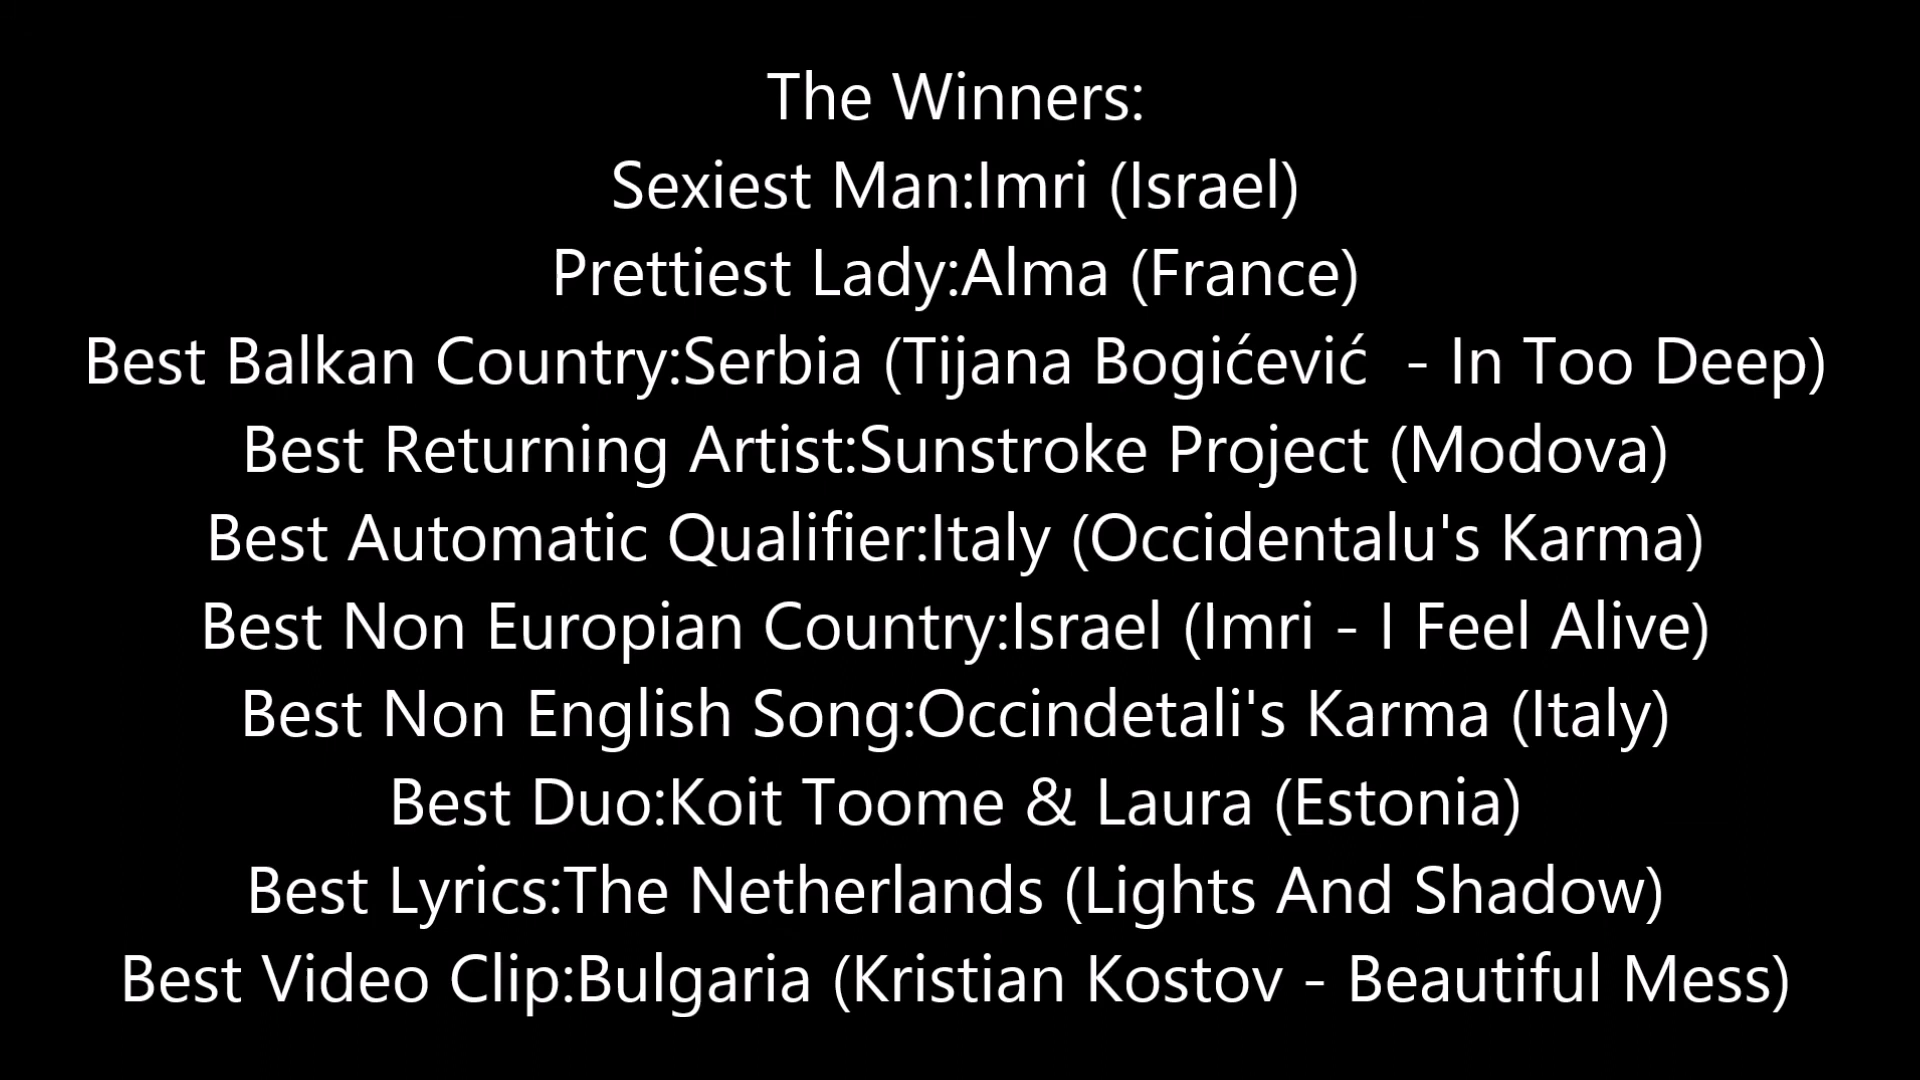 The Winners:
Sexiest Man:Imri (Israel)
Prettiest Lady:Alma (France)
Best Balkan Country:Serbia (Tijana Bogićević  - In Too Deep)
Best Returning Artist:Sunstroke Project (Modova)
Best Automatic Qualifier:Italy (Occidentalu's Karma)
Best Non Europian Country:Israel (Imri - I Feel Alive)
Best Non English Song:Occindetali's Karma (Italy)
Best Duo:Koit Toome & Laura (Estonia)
Best Lyrics:The Netherlands (Lights And Shadow)
Best Video Clip:Bulgaria (Kristian Kostov - Beautiful Mess)